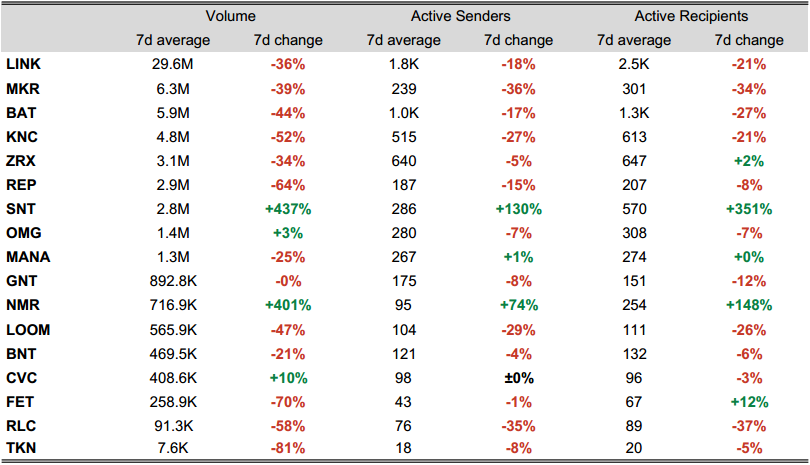 Volume Active Senders Active Recipients
7d average 7d change 7d average 7d change 7d average 7d change
LINK 29.6M -36% 1.8K -18% 2.5K -21%
MKR 6.3M -39% 239 -36% 301 -34%
BAT 5.9M -44% 1.0K -17% 1.3K -27%
KNC 4.8M -52% 515 -27% 613 -21%
ZRX 3.1M -34% 640 -5% 647 +2%
REP 2.9M -64% 187 -15% 207 -8%
SNT 2.8M +437% 286 +130% 570 +351%
OMG 1.4M +3% 280 -7% 308 -7%
MANA 1.3M -25% 267 +1% 274 +0%
GNT 892.8K -0% 175 -8% 151 -12%
NMR 716.9K +401% 95 +74% 254 +148%
LOOM 565.9K -47% 104 -29% 111 -26%
BNT 469.5K -21% 121 -4% 132 -6%
CVC 408.6K +10% 98 ±0% 96 -3%
FET 258.9K -70% 43 -1% 67 +12%
RLC 91.3K -58% 76 -35% 89 -37%
TKN 7.6K -81% 18 -8% 20 -5%